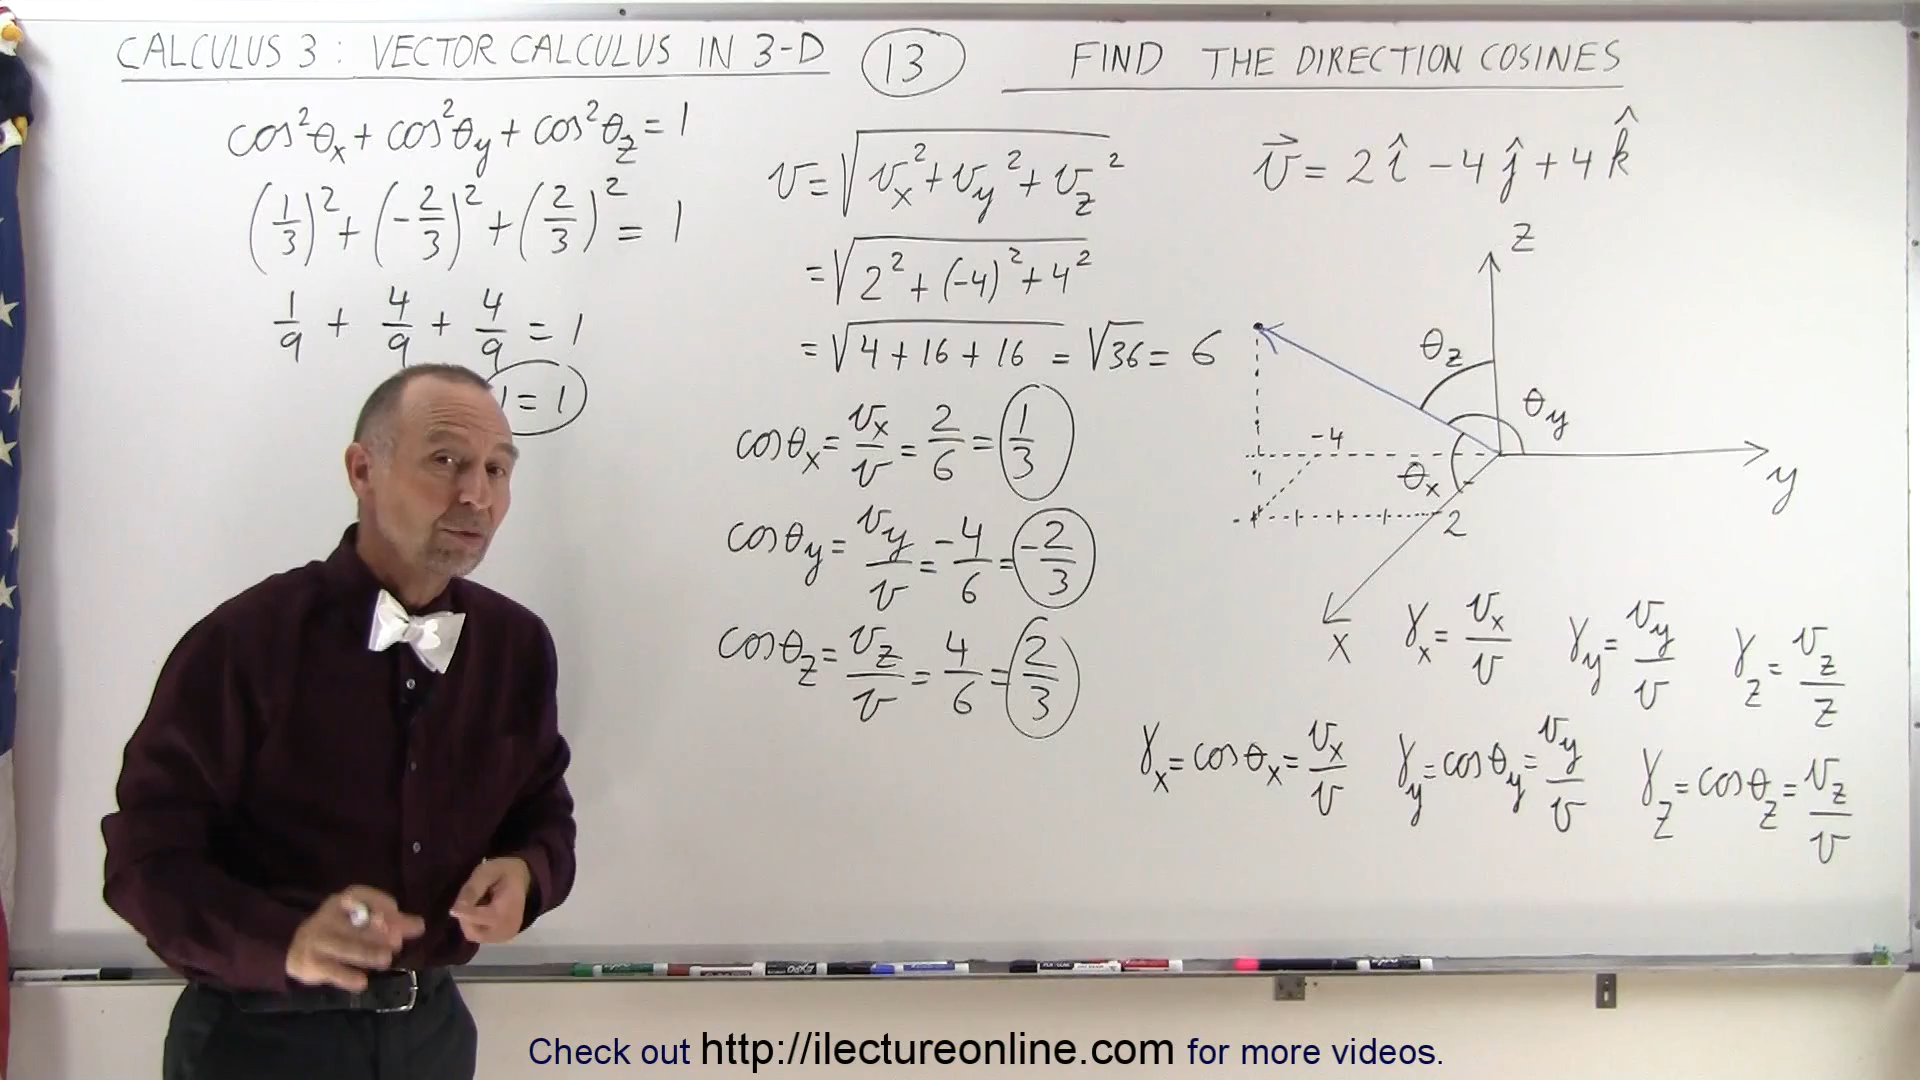 CALCULUS 3: VECTOR CALCULUS IN 3-D 13 FIND THE DIRECTION COSINES
cos²θx + cos²θy + cos²θz = 1
(1/3)² + (-2/3)² + (2/3)² = 1
1/9 + 4/9 + 4/9 = 1
1 = 1
v = √(vx² + vy² + vz²)
= √(2² + (-4)² + 4²)
= √(4 + 16 + 16) = √36 = 6
cosθx = vx/v = 2/6 = 1/3
cosθy = vy/v = -4/6 = -2/3
cosθz = vz/v = 4/6 = 2/3
v⃗ = 2î - 4ĵ + 4k̂
z
θz
θy
-4
θx
y
2
x
γx = vx/v γy = vy/v γz = vz/z
γx = cosθx = vx/v γy = cosθy = vy/v γz = cosθz = vz/v
Check out http://ilectureonline.com for more videos.